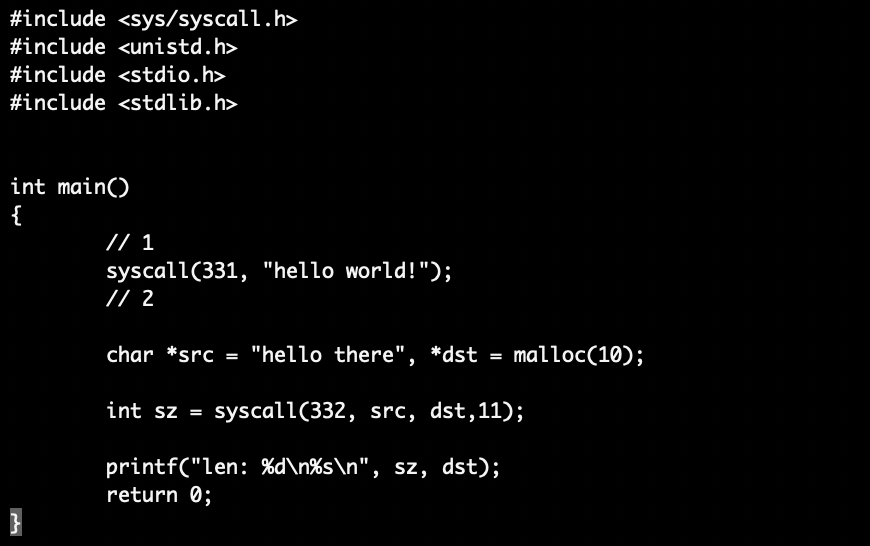 #include <sys/syscall.h>
#include <unistd.h>
#include <stdio.h>
#include <stdlib.h>
int main()
{
// 1
syscall(331, "hello world!");
// 2
char *src = "hello there", *dst = malloc(10);
int sz = syscall(332, src, dst,11);
printf("len: %d\n%s\n", sz, dst);
return 0;
}